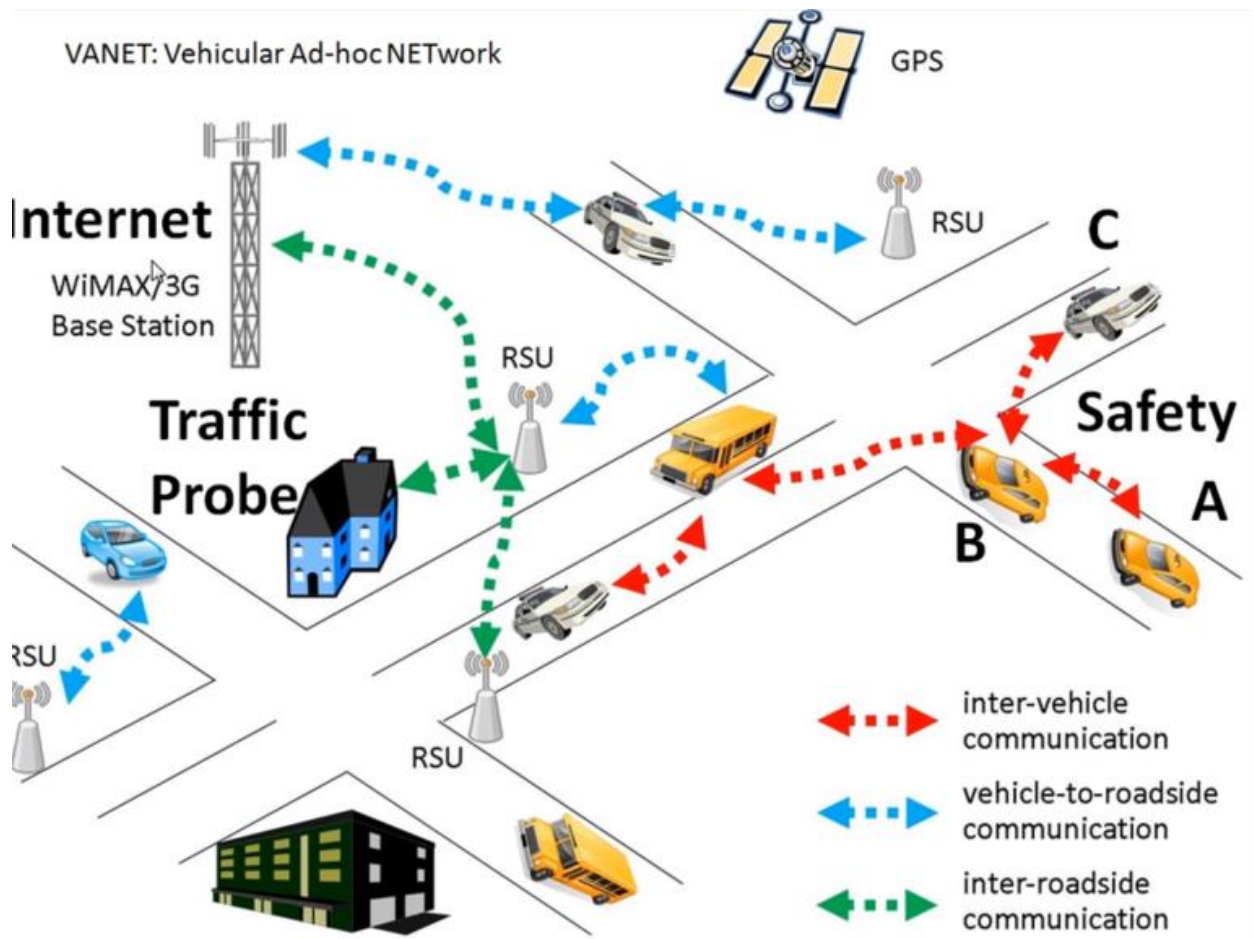 VANET: Vehicular Ad-hoc NETwork
GPS
Internet
WiMAX/3G
Base Station
RSU
C
RSU
Traffic
Probe
Safety
A
B
RSU
RSU
inter-vehicle
communication
vehicle-to-roadside
communication
inter-roadside
communication